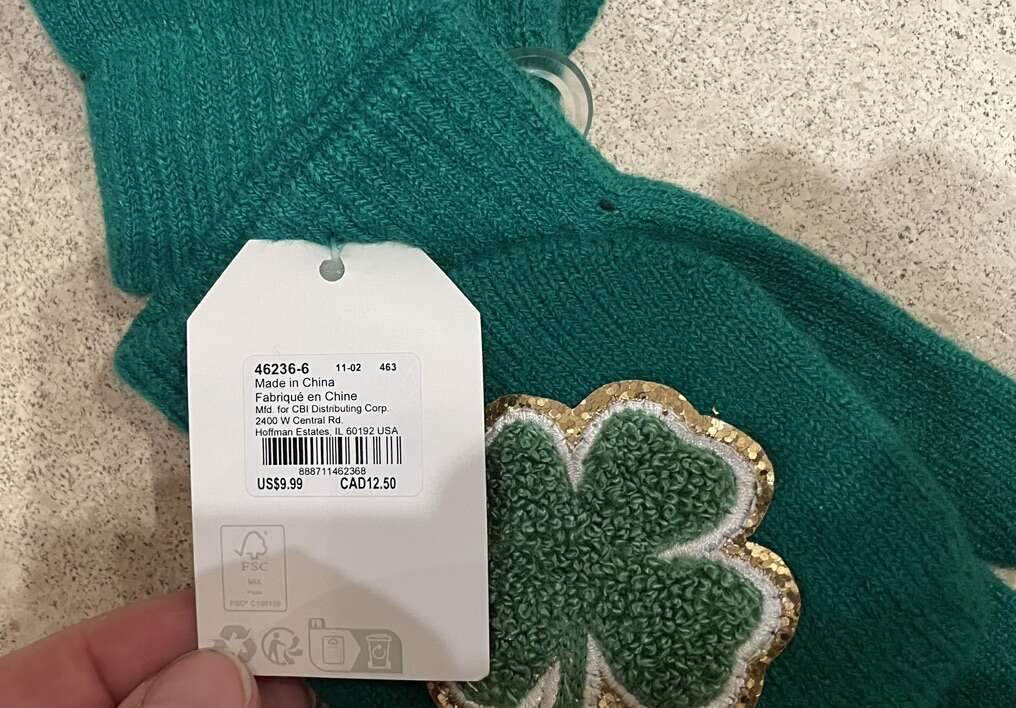 46236-6 11-02 463
Made in China
Fabriqué en Chine
Mfd. for CBI Distributing Corp.
2400 W Central Rd.
Hoffman Estates, IL 60192 USA
888711462368
US$9.99 CAD12.50
FSC
MIX